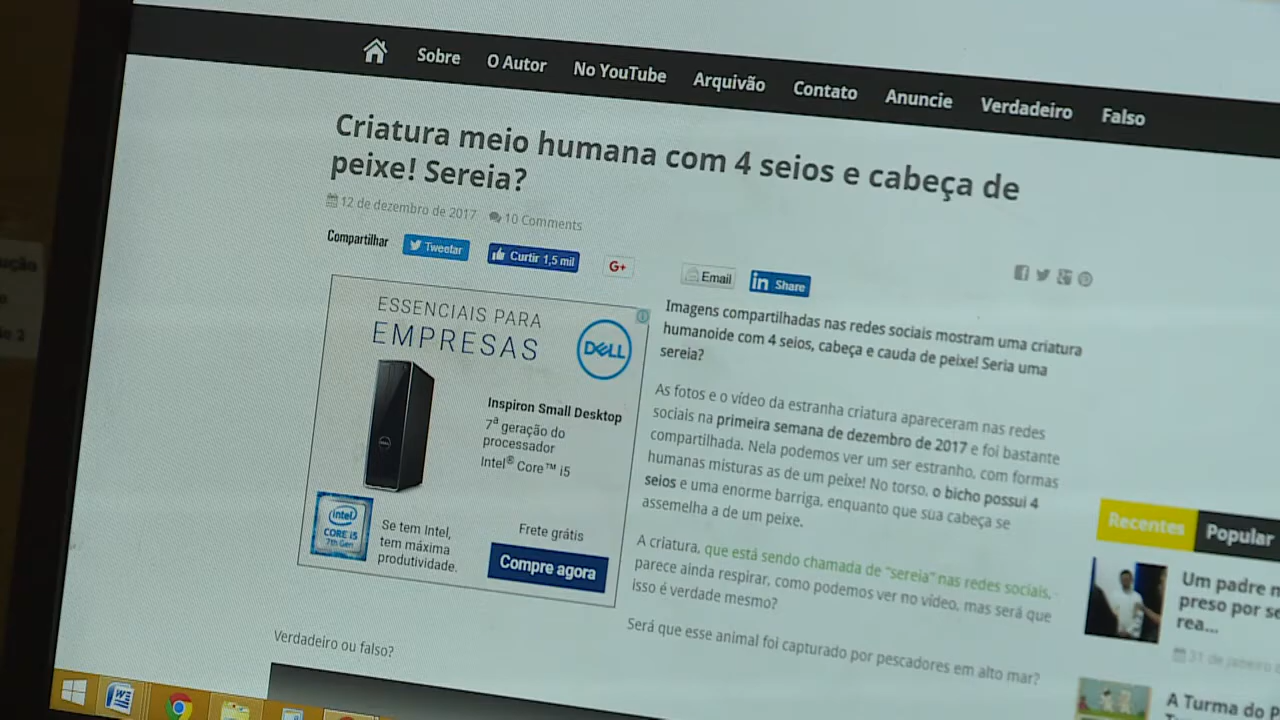 Sobre O Autor No YouTube Arquivão Contato Anuncie Verdadeiro Falso
Criatura meio humana com 4 seios e cabeça de
peixe! Sereia?
12 de dezembro de 2017 10 Comments
Compartilhar Tweetar Curtir 1,5 mil G+ Email in Share
ESSENCIAIS PARA
EMPRESAS
DELL
Inspiron Small Desktop
7ª geração do
processador
Intel® Core™ i5
intel
CORE i5
7th Gen
Se tem Intel,
tem máxima
produtividade.
Frete grátis
Compre agora
Imagens compartilhadas nas redes sociais mostram uma criatura
humanoide com 4 seios, cabeça e cauda de peixe! Seria uma
sereia?
As fotos e o vídeo da estranha criatura apareceram nas redes
sociais na primeira semana de dezembro de 2017 e foi bastante
compartilhada. Nela podemos ver um ser estranho, com formas
humanas misturas as de um peixe! No torso, o bicho possui 4
seios e uma enorme barriga, enquanto que sua cabeça se
assemelha a de um peixe.
A criatura, que está sendo chamada de "sereia" nas redes sociais,
parece ainda respirar, como podemos ver no vídeo, mas será que
isso é verdade mesmo?
Será que esse animal foi capturado por pescadores em alto mar?
Verdadeiro ou falso?
Recentes Popular
Um padre
preso por
rea...
31 de janeiro
A Turma do